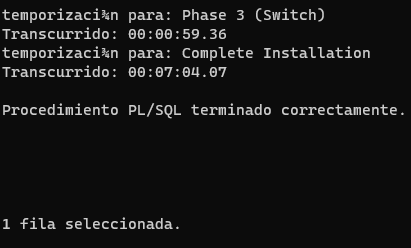 temporizaci¾n para: Phase 3 (Switch)
Transcurrido: 00:00:59.36
temporizaci¾n para: Complete Installation
Transcurrido: 00:07:04.07
Procedimiento PL/SQL terminado correctamente.
1 fila seleccionada.